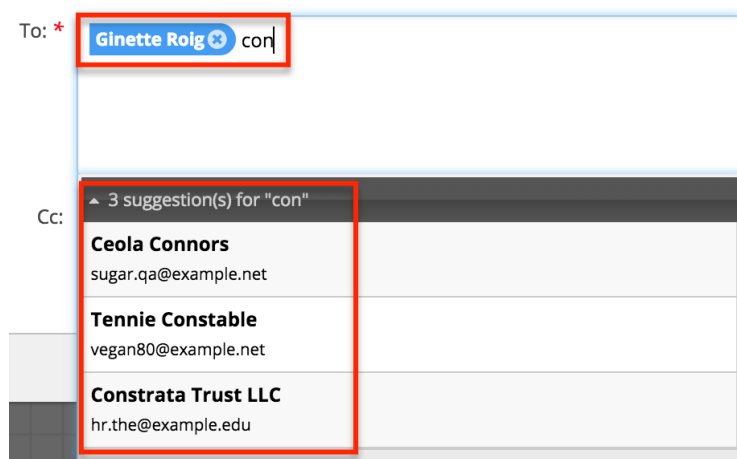 To: *
Ginette Roig con
Cc:
3 suggestion(s) for "con"
Ceola Connors
sugar.qa@example.net
Tennie Constable
vegan80@example.net
Constrata Trust LLC
hr.the@example.edu